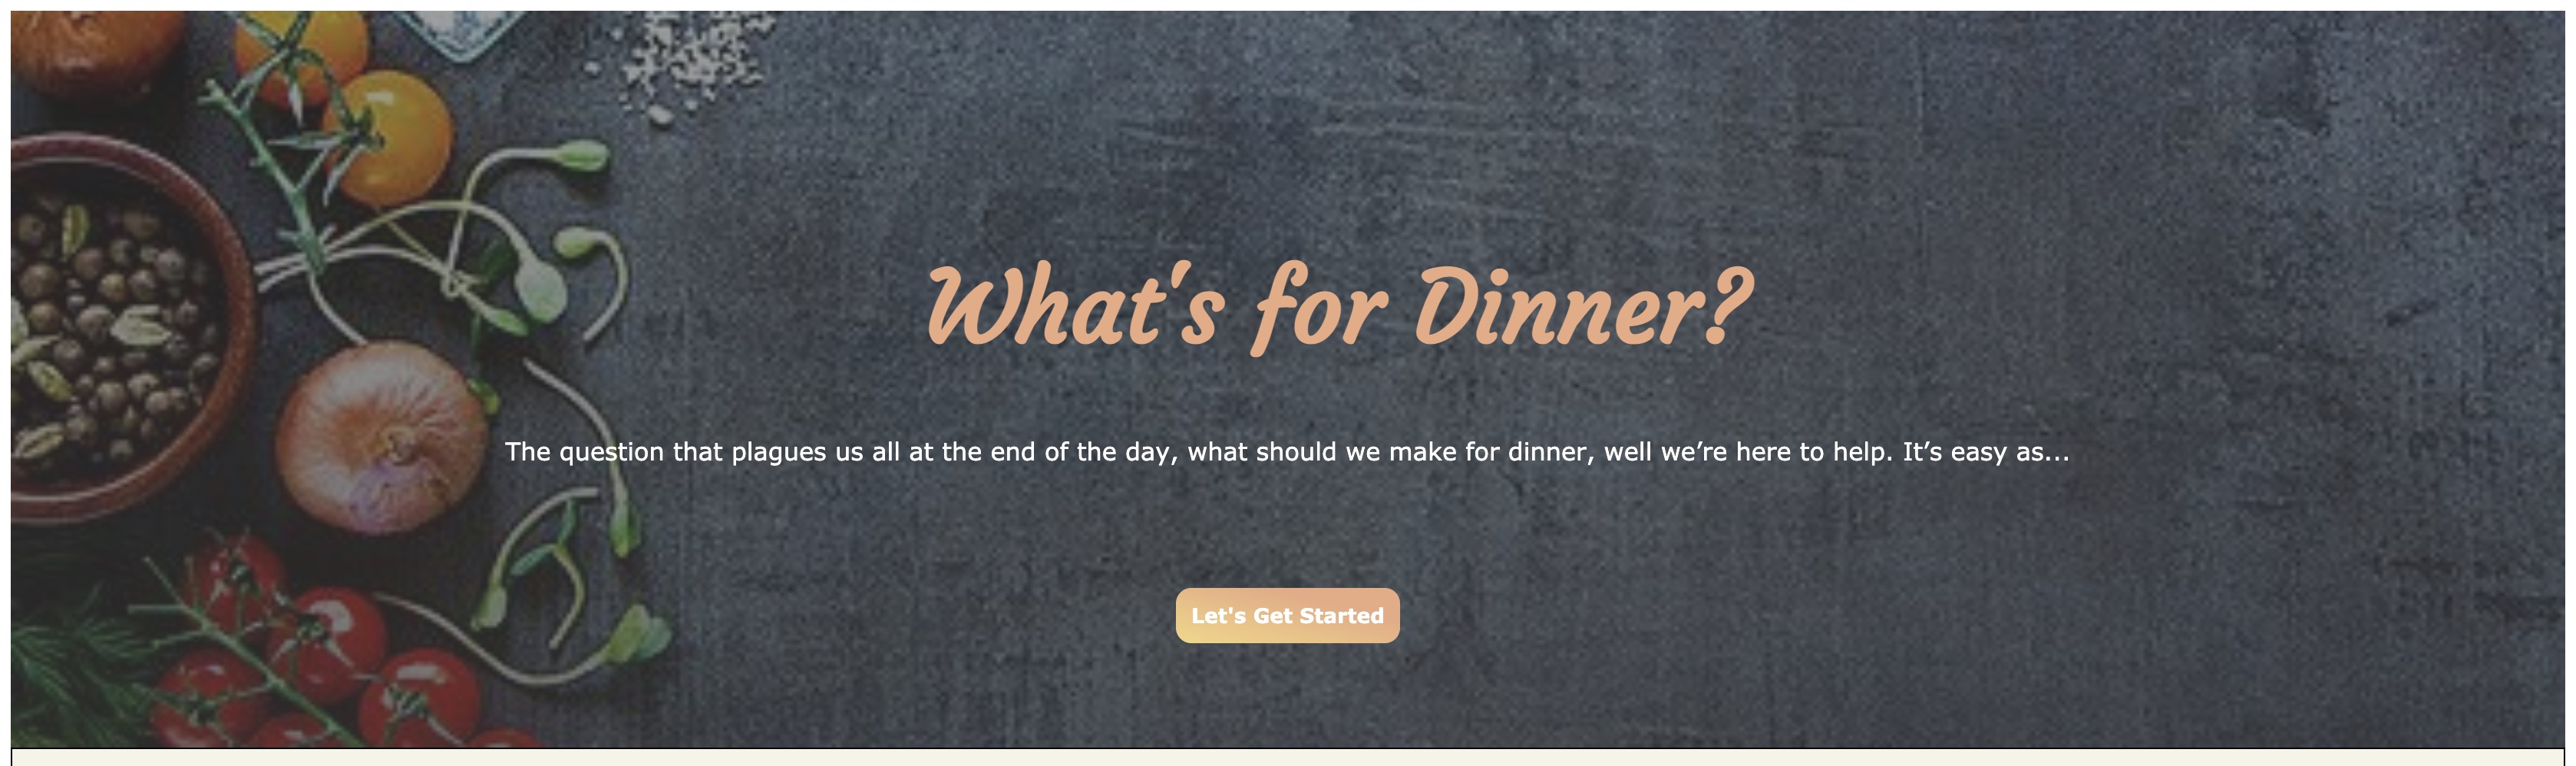 What's for Dinner?
The question that plagues us all at the end of the day, what should we make for dinner, well we’re here to help. It’s easy as...
Let's Get Started